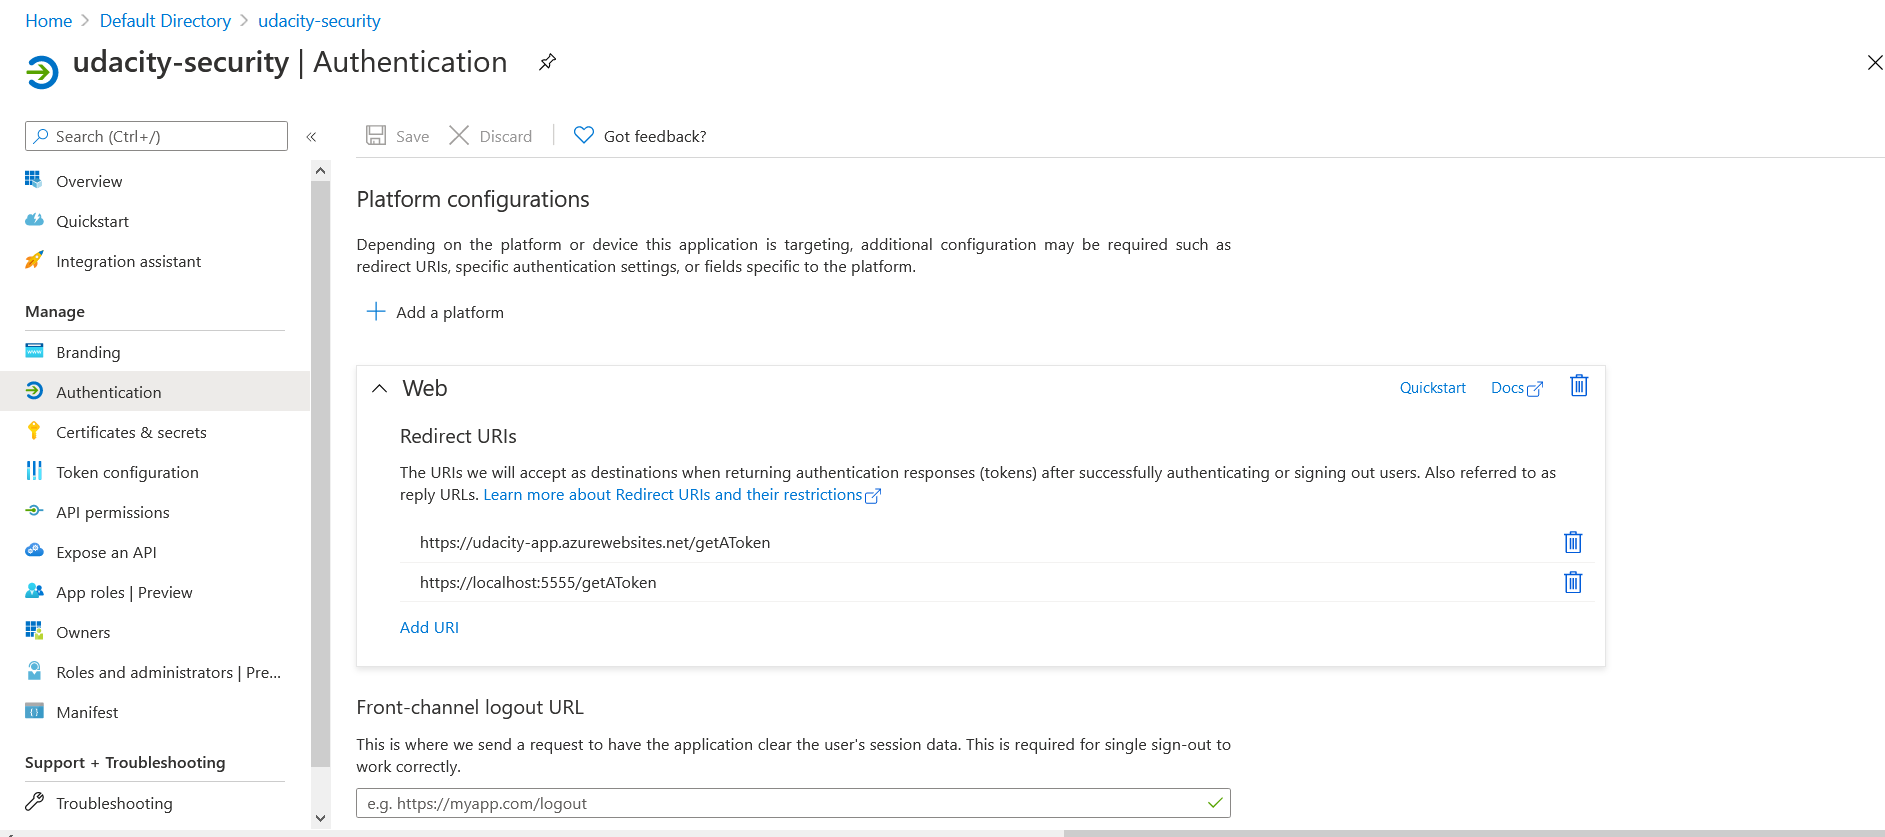 Home > Default Directory > udacity-security
udacity-security | Authentication
Search (Ctrl+/)
«
Save
Discard
Got feedback?
Overview
Quickstart
Integration assistant
Manage
Branding
Authentication
Certificates & secrets
Token configuration
API permissions
Expose an API
App roles | Preview
Owners
Roles and administrators | Pre...
Manifest
Support + Troubleshooting
Troubleshooting
Platform configurations
Depending on the platform or device this application is targeting, additional configuration may be required such as
redirect URIs, specific authentication settings, or fields specific to the platform.
Add a platform
Web
Quickstart
Docs
Redirect URIs
The URIs we will accept as destinations when returning authentication responses (tokens) after successfully authenticating or signing out users. Also referred to as
reply URLs. Learn more about Redirect URIs and their restrictions
https://udacity-app.azurewebsites.net/getAToken
https://localhost:5555/getAToken
Add URI
Front-channel logout URL
This is where we send a request to have the application clear the user's session data. This is required for single sign-out to
work correctly.
e.g. https://myapp.com/logout